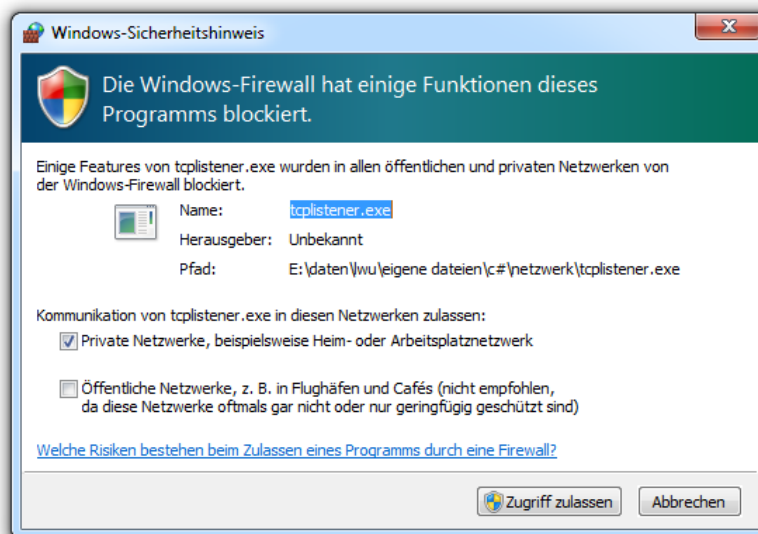 Windows-Sicherheitshinweis
Die Windows-Firewall hat einige Funktionen dieses
Programms blockiert.
Einige Features von tcplistener.exe wurden in allen öffentlichen und privaten Netzwerken von
der Windows-Firewall blockiert.
Name: tcplistener.exe
Herausgeber: Unbekannt
Pfad: E:\daten\lwu\eigene dateien\c#\netzwerk\tcplistener.exe
Kommunikation von tcplistener.exe in diesen Netzwerken zulassen:
Private Netzwerke, beispielsweise Heim- oder Arbeitsplatznetzwerk
Öffentliche Netzwerke, z. B. in Flughäfen und Cafés (nicht empfohlen,
da diese Netzwerke oftmals gar nicht oder nur geringfügig geschützt sind)
Welche Risiken bestehen beim Zulassen eines Programms durch eine Firewall?
Zugriff zulassen Abbrechen